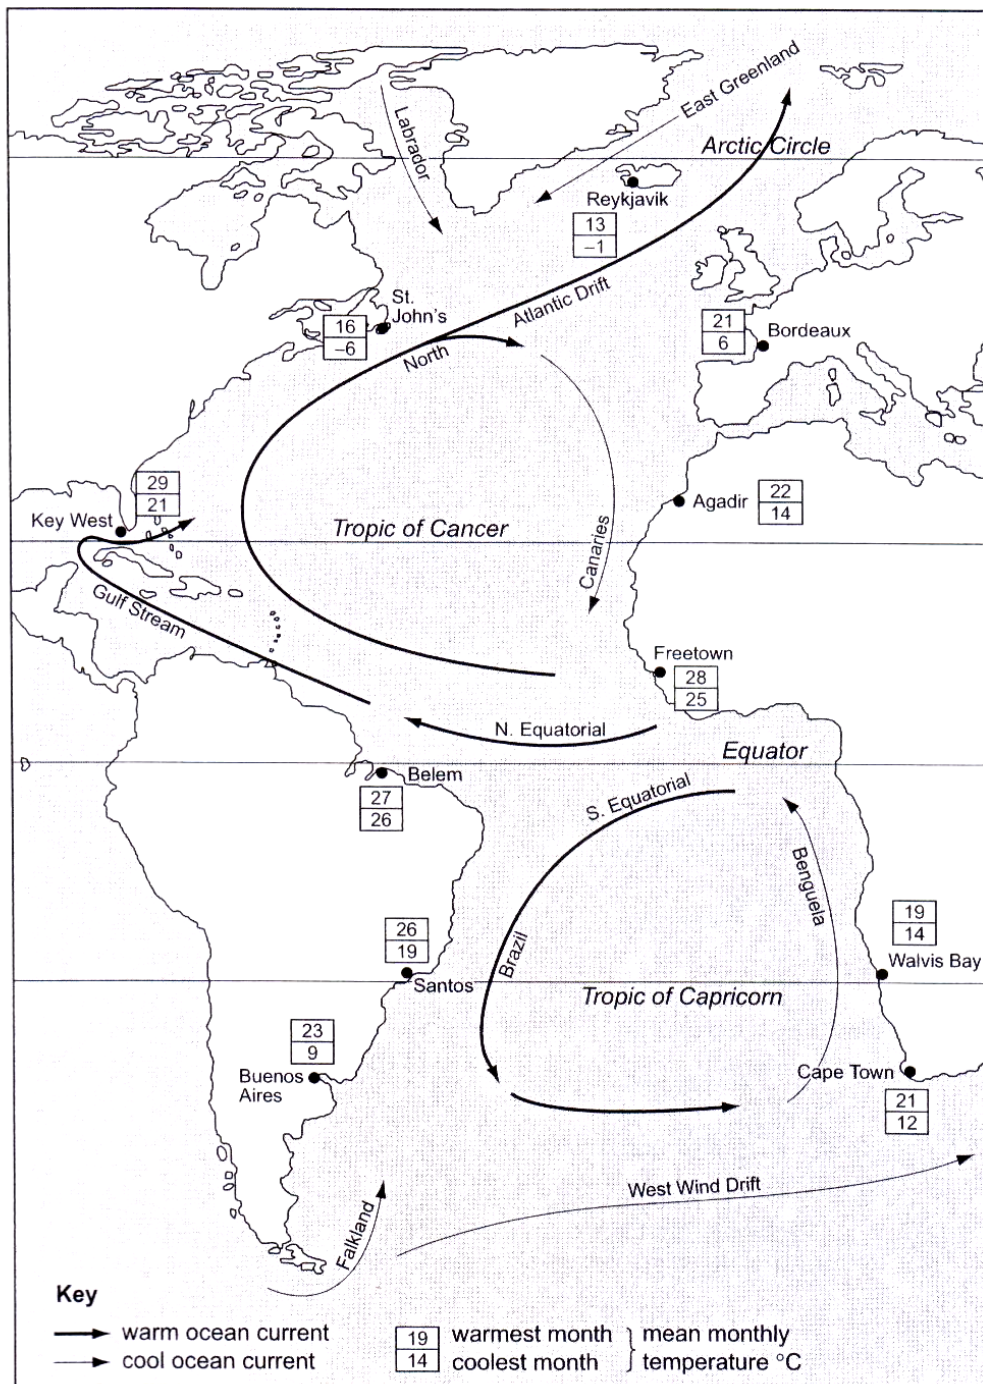 East Greenland
Labrador
Arctic Circle
Reykjavik
13
–1
Atlantic Drift
St.
John's
16
–6
North
21
6
Bordeaux
29
21
Key West
Tropic of Cancer
Agadir
22
14
Canaries
Gulf Stream
Freetown
28
25
N. Equatorial
Equator
Belem
27
26
S. Equatorial
Benguela
26
19
Santos
Brazil
19
14
Walvis Bay
Tropic of Capricorn
23
9
Buenos
Aires
Cape Town
21
12
West Wind Drift
Falkland
Key
warm ocean current
cool ocean current
19
14
warmest month
coolest month
mean monthly
temperature °C